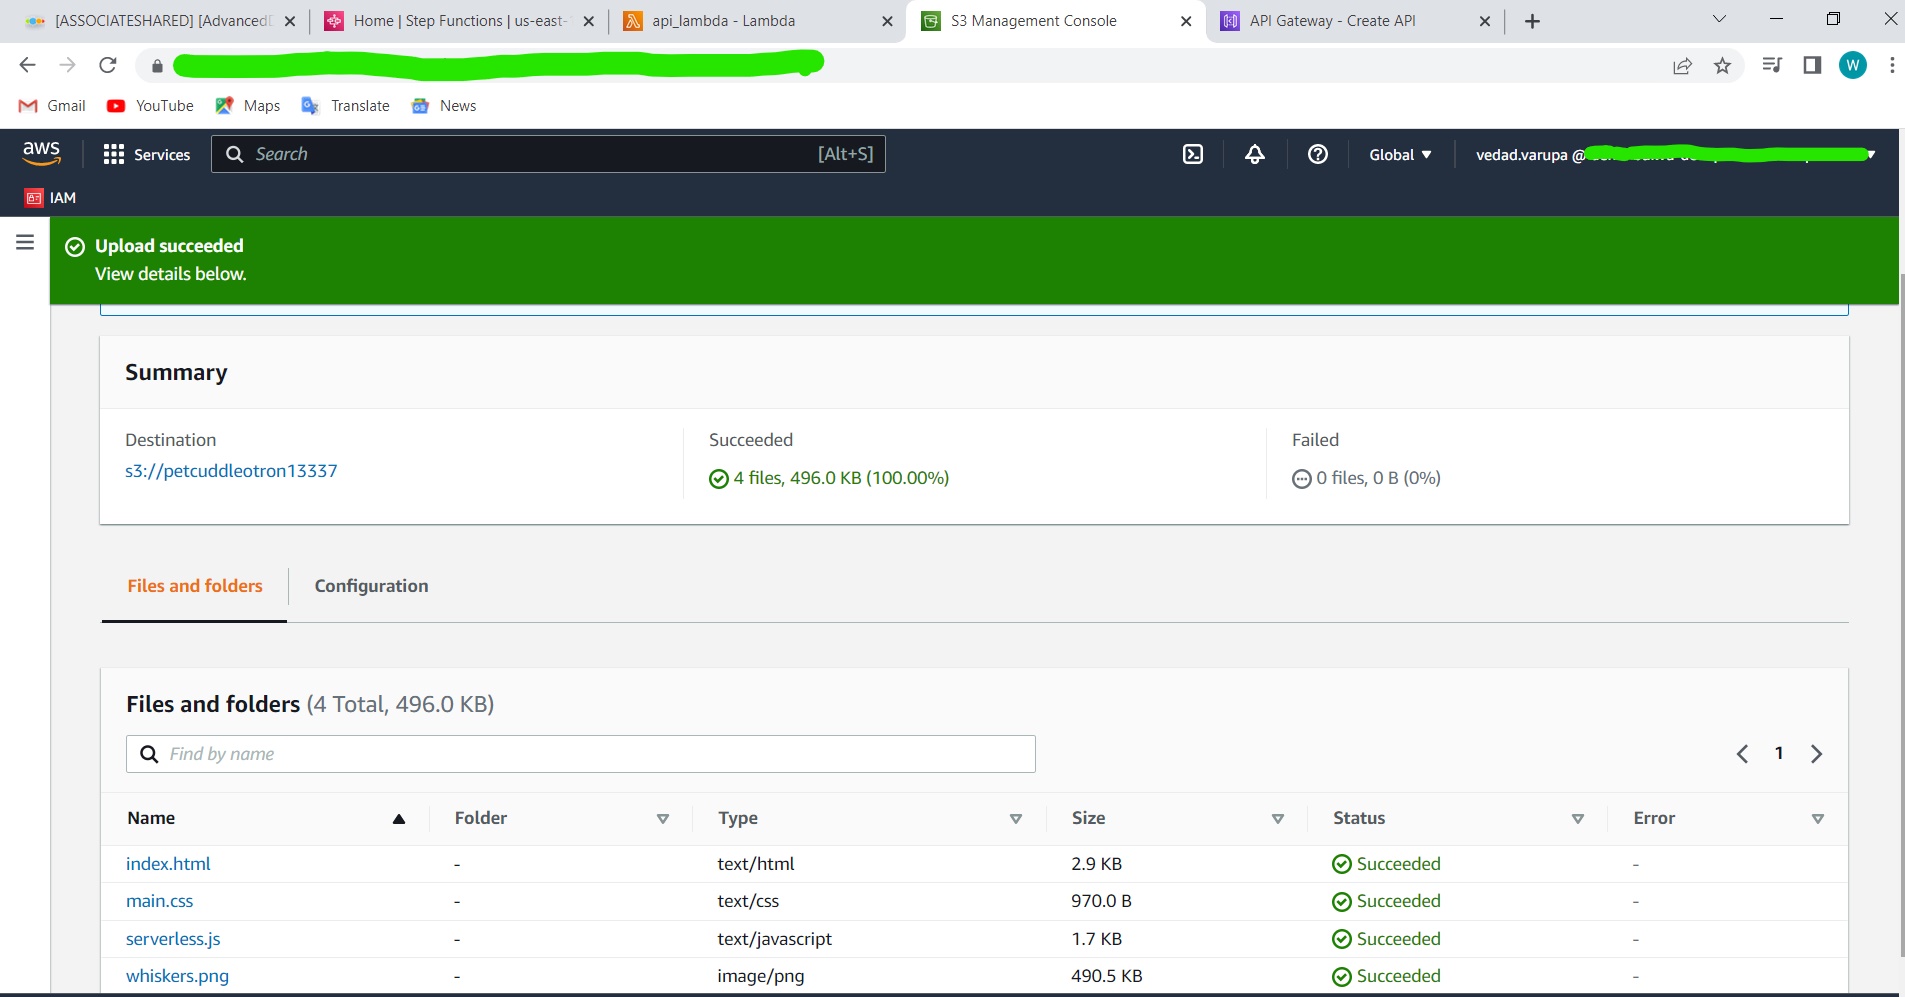 [ASSOCIATESHARED] [Advanced
Home | Step Functions | us-east-
api_lambda - Lambda
S3 Management Console
API Gateway - Create API
W
Gmail
YouTube
Maps
Translate
News
aws
Services
Search
[Alt+S]
Global
vedad.varupa @
IAM
Upload succeeded
View details below.
Summary
Destination
s3://petcuddleotron13337
Succeeded
4 files, 496.0 KB (100.00%)
Failed
0 files, 0 B (0%)
Files and folders
Configuration
Files and folders (4 Total, 496.0 KB)
Find by name
1
Name Folder Type Size Status Error
index.html - text/html 2.9 KB Succeeded -
main.css - text/css 970.0 B Succeeded -
serverless.js - text/javascript 1.7 KB Succeeded -
whiskers.png - image/png 490.5 KB Succeeded -